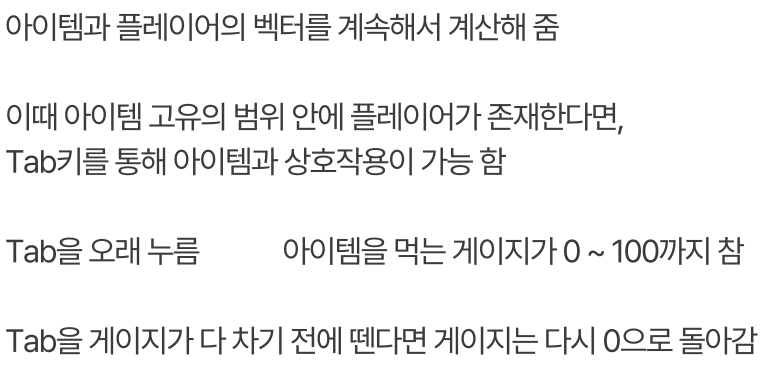 아이템과 플레이어의 벡터를 계속해서 계산해 줌
이때 아이템 고유의 범위 안에 플레이어가 존재한다면,
Tab키를 통해 아이템과 상호작용이 가능 함
Tab을 오래 누름 아이템을 먹는 게이지가 0 ~ 100까지 참
Tab을 게이지가 다 차기 전에 뗀다면 게이지는 다시 0으로 돌아감